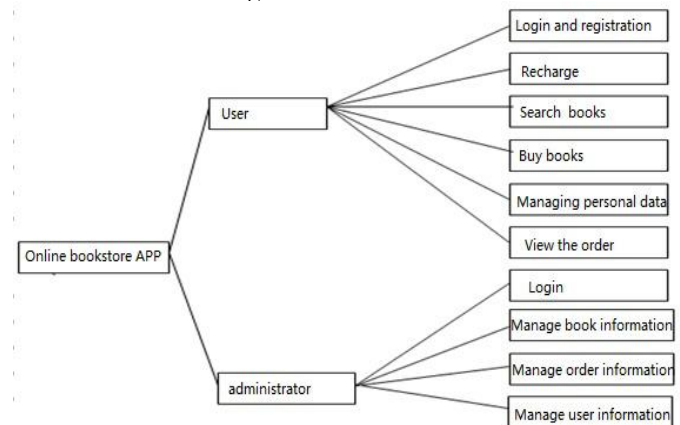 Login and registration
Recharge
Search books
User
Buy books
Managing personal data
View the order
Online bookstore APP
Login
Manage book information
Manage order information
administrator
Manage user information